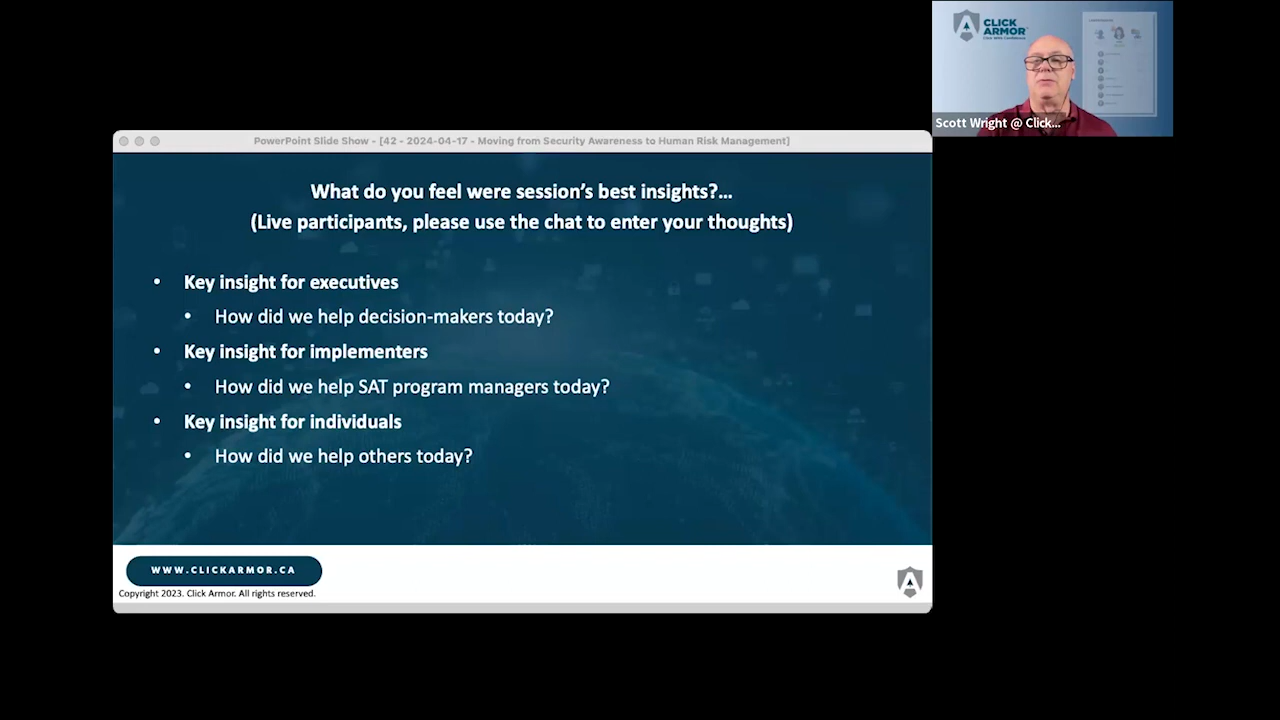 CLICK
ARMOR
Scott Wright @ Click...
PowerPoint Slide Show - [42 - 2024-04-17 - Moving from Security Awareness to Human Risk Management]
What do you feel were session's best insights?...
(Live participants, please use the chat to enter your thoughts)
• Key insight for executives
• How did we help decision-makers today?
• Key insight for implementers
• How did we help SAT program managers today?
• Key insight for individuals
• How did we help others today?
WWW.CLICKARMOR.CA
Copyright 2023. Click Armor. All rights reserved.